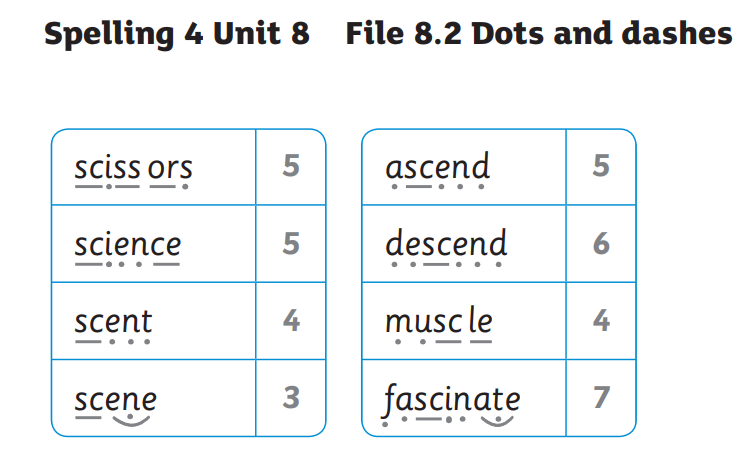 Spelling 4 Unit 8 File 8.2 Dots and dashes
scissors 5
science 5
scent 4
scene 3
ascend 5
descend 6
muscle 4
fascinate 7